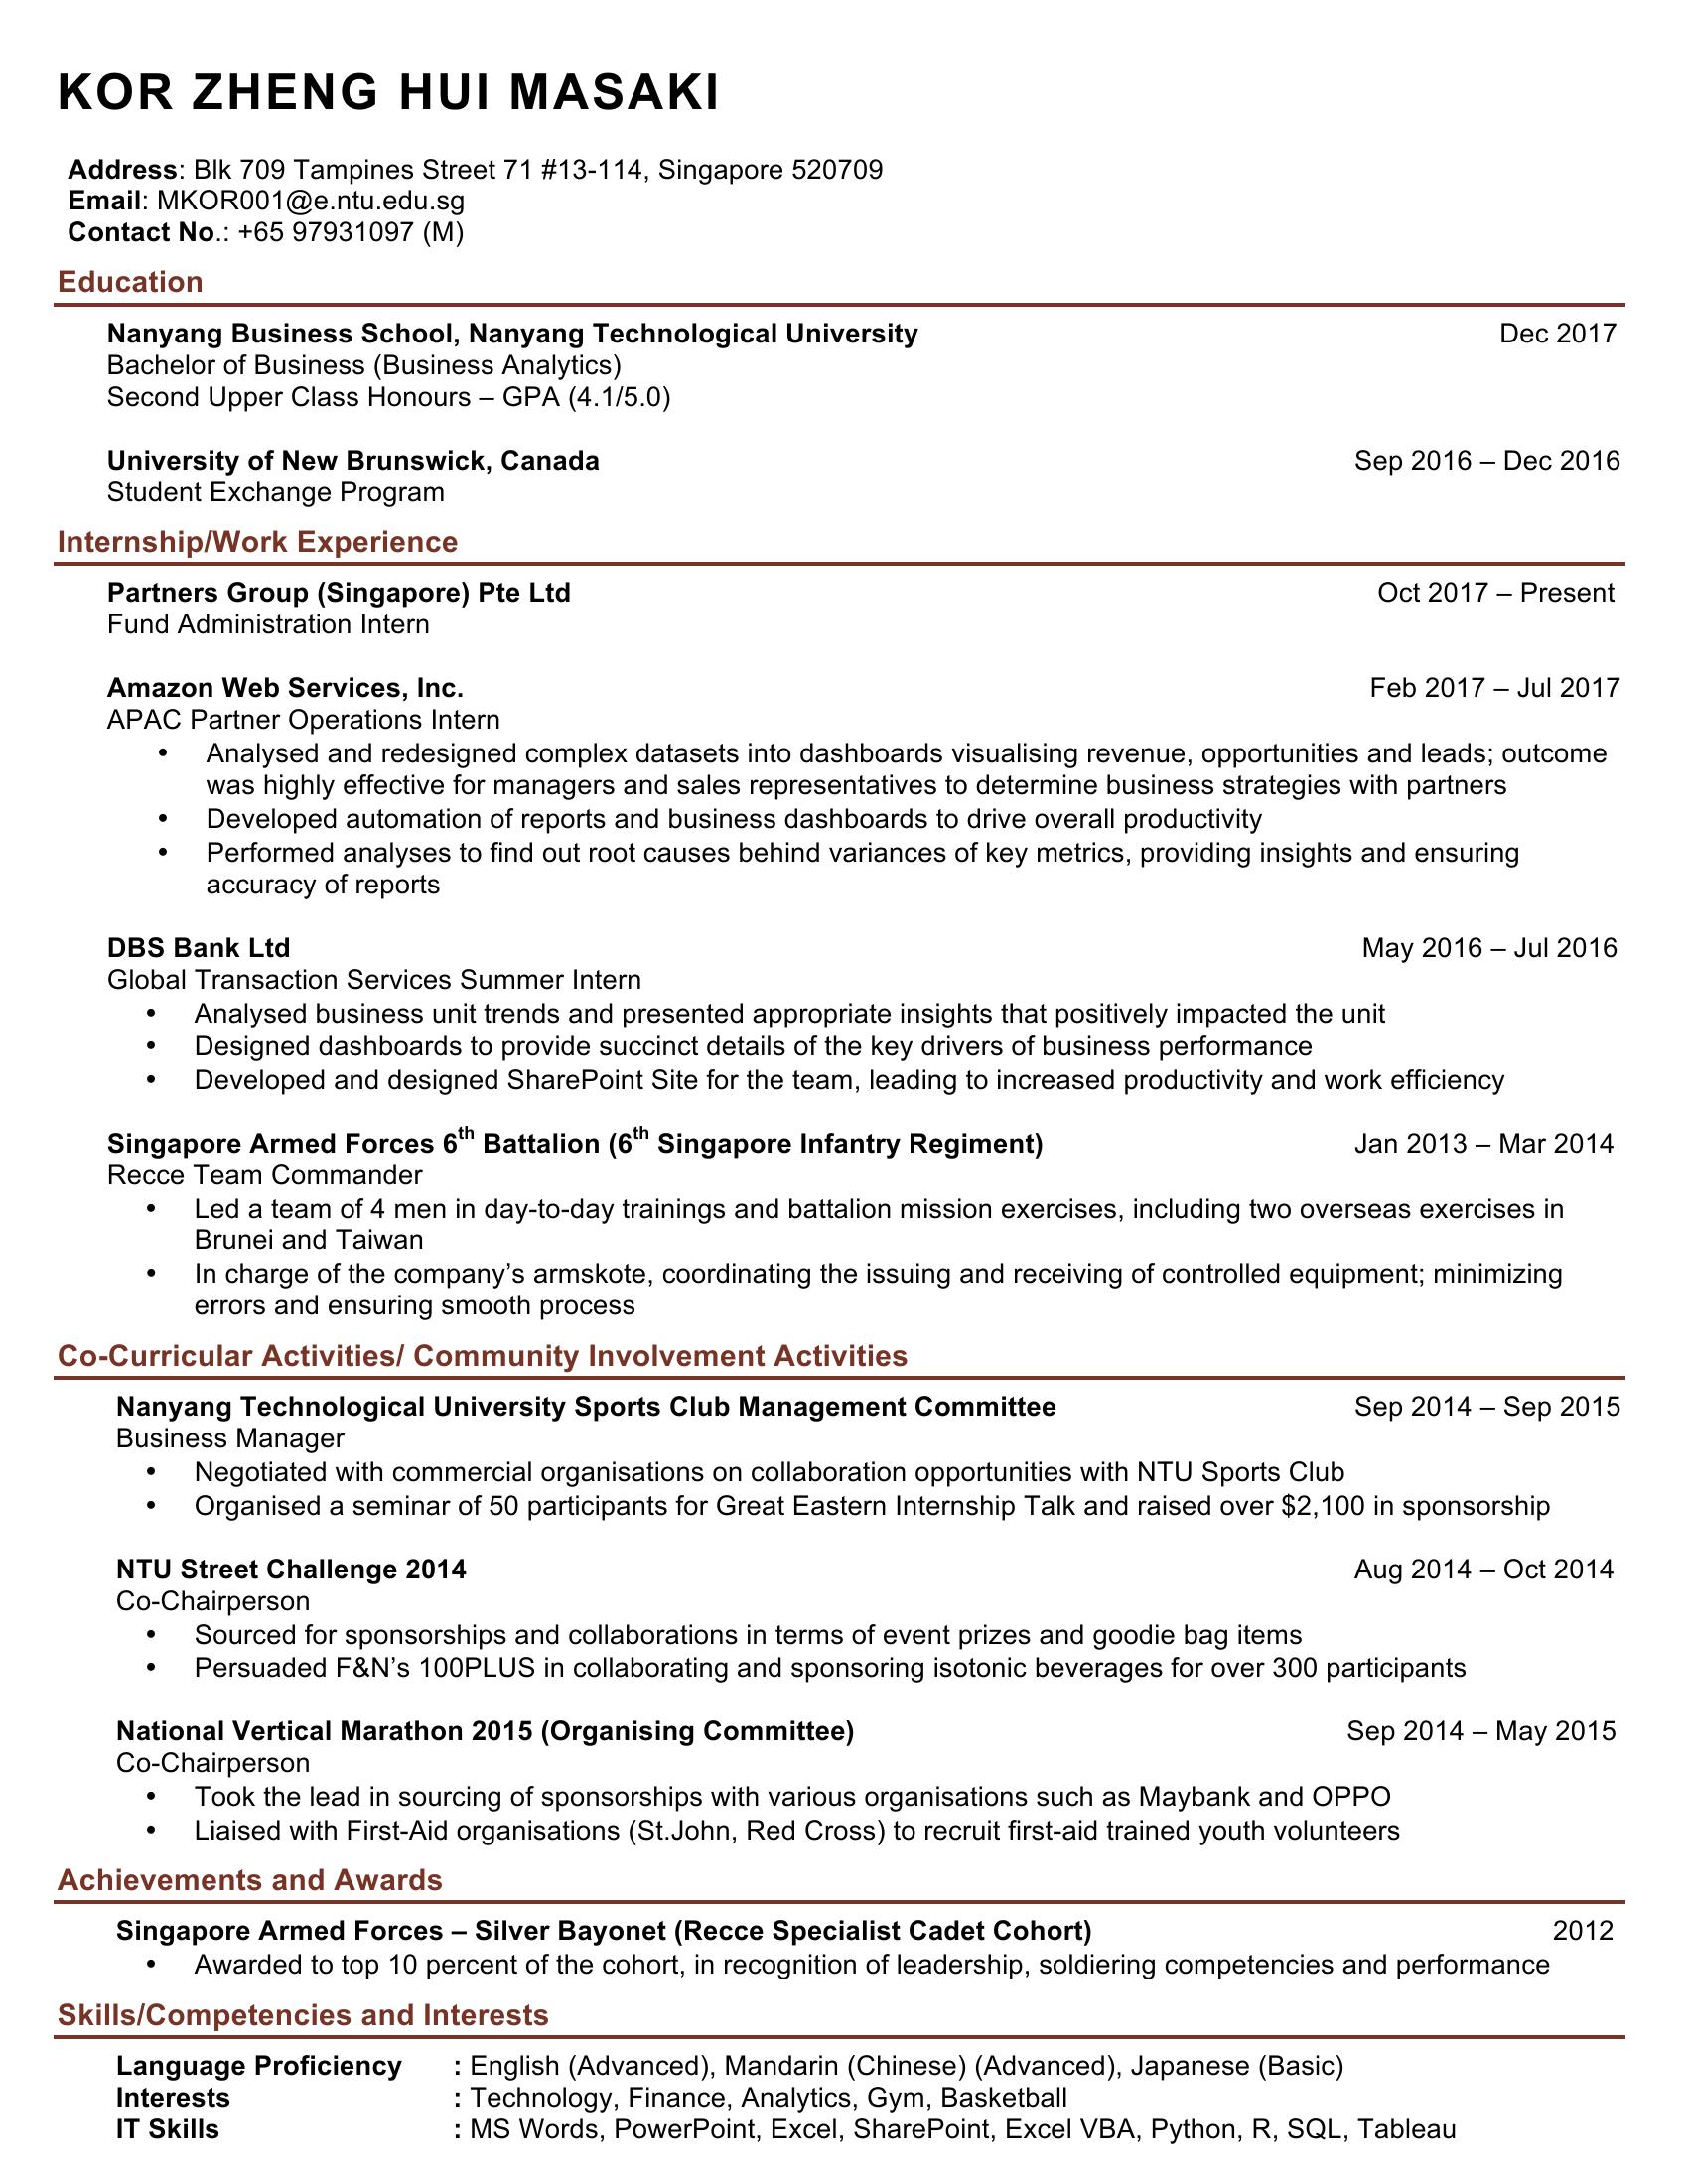 KOR ZHENG HUI MASAKI
Address: Blk 709 Tampines Street 71 #13-114, Singapore 520709
Email: MKOR001@e.ntu.edu.sg
Contact No.: +65 97931097 (M)
Education
Nanyang Business School, Nanyang Technological University Dec 2017
Bachelor of Business (Business Analytics)
Second Upper Class Honours – GPA (4.1/5.0)
University of New Brunswick, Canada Sep 2016 – Dec 2016
Student Exchange Program
Internship/Work Experience
Partners Group (Singapore) Pte Ltd Oct 2017 – Present
Fund Administration Intern
Amazon Web Services, Inc. Feb 2017 – Jul 2017
APAC Partner Operations Intern
• Analysed and redesigned complex datasets into dashboards visualising revenue, opportunities and leads; outcome
was highly effective for managers and sales representatives to determine business strategies with partners
• Developed automation of reports and business dashboards to drive overall productivity
• Performed analyses to find out root causes behind variances of key metrics, providing insights and ensuring
accuracy of reports
DBS Bank Ltd May 2016 – Jul 2016
Global Transaction Services Summer Intern
• Analysed business unit trends and presented appropriate insights that positively impacted the unit
• Designed dashboards to provide succinct details of the key drivers of business performance
• Developed and designed SharePoint Site for the team, leading to increased productivity and work efficiency
Singapore Armed Forces 6th Battalion (6th Singapore Infantry Regiment) Jan 2013 – Mar 2014
Recce Team Commander
• Led a team of 4 men in day-to-day trainings and battalion mission exercises, including two overseas exercises in
Brunei and Taiwan
• In charge of the company’s armskote, coordinating the issuing and receiving of controlled equipment; minimizing
errors and ensuring smooth process
Co-Curricular Activities/ Community Involvement Activities
Nanyang Technological University Sports Club Management Committee Sep 2014 – Sep 2015
Business Manager
• Negotiated with commercial organisations on collaboration opportunities with NTU Sports Club
• Organised a seminar of 50 participants for Great Eastern Internship Talk and raised over $2,100 in sponsorship
NTU Street Challenge 2014 Aug 2014 – Oct 2014
Co-Chairperson
• Sourced for sponsorships and collaborations in terms of event prizes and goodie bag items
• Persuaded F&N’s 100PLUS in collaborating and sponsoring isotonic beverages for over 300 participants
National Vertical Marathon 2015 (Organising Committee) Sep 2014 – May 2015
Co-Chairperson
• Took the lead in sourcing of sponsorships with various organisations such as Maybank and OPPO
• Liaised with First-Aid organisations (St.John, Red Cross) to recruit first-aid trained youth volunteers
Achievements and Awards
Singapore Armed Forces – Silver Bayonet (Recce Specialist Cadet Cohort) 2012
• Awarded to top 10 percent of the cohort, in recognition of leadership, soldiering competencies and performance
Skills/Competencies and Interests
Language Proficiency : English (Advanced), Mandarin (Chinese) (Advanced), Japanese (Basic)
Interests : Technology, Finance, Analytics, Gym, Basketball
IT Skills : MS Words, PowerPoint, Excel, SharePoint, Excel VBA, Python, R, SQL, Tableau